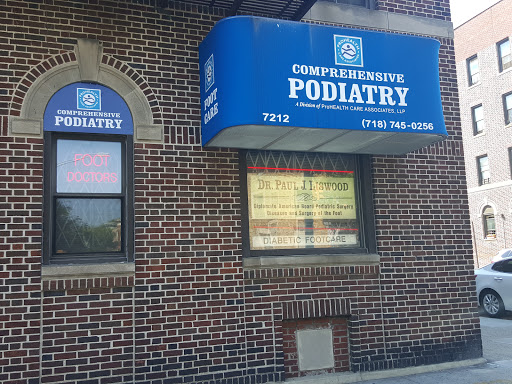 COMPREHENSIVE
PODIATRY
A Division of PROHEALTH CARE ASSOCIATES, LLP
7212
(718) 745-0256
FOOT
CARE
COMPREHENSIVE
PODIATRY
FOOT
DOCTORS
DR. PAUL J. LISWOOD
Diplomate American Board Podiatric Surgery
Diseases and Surgery of the Foot
DIABETIC FOOTCARE